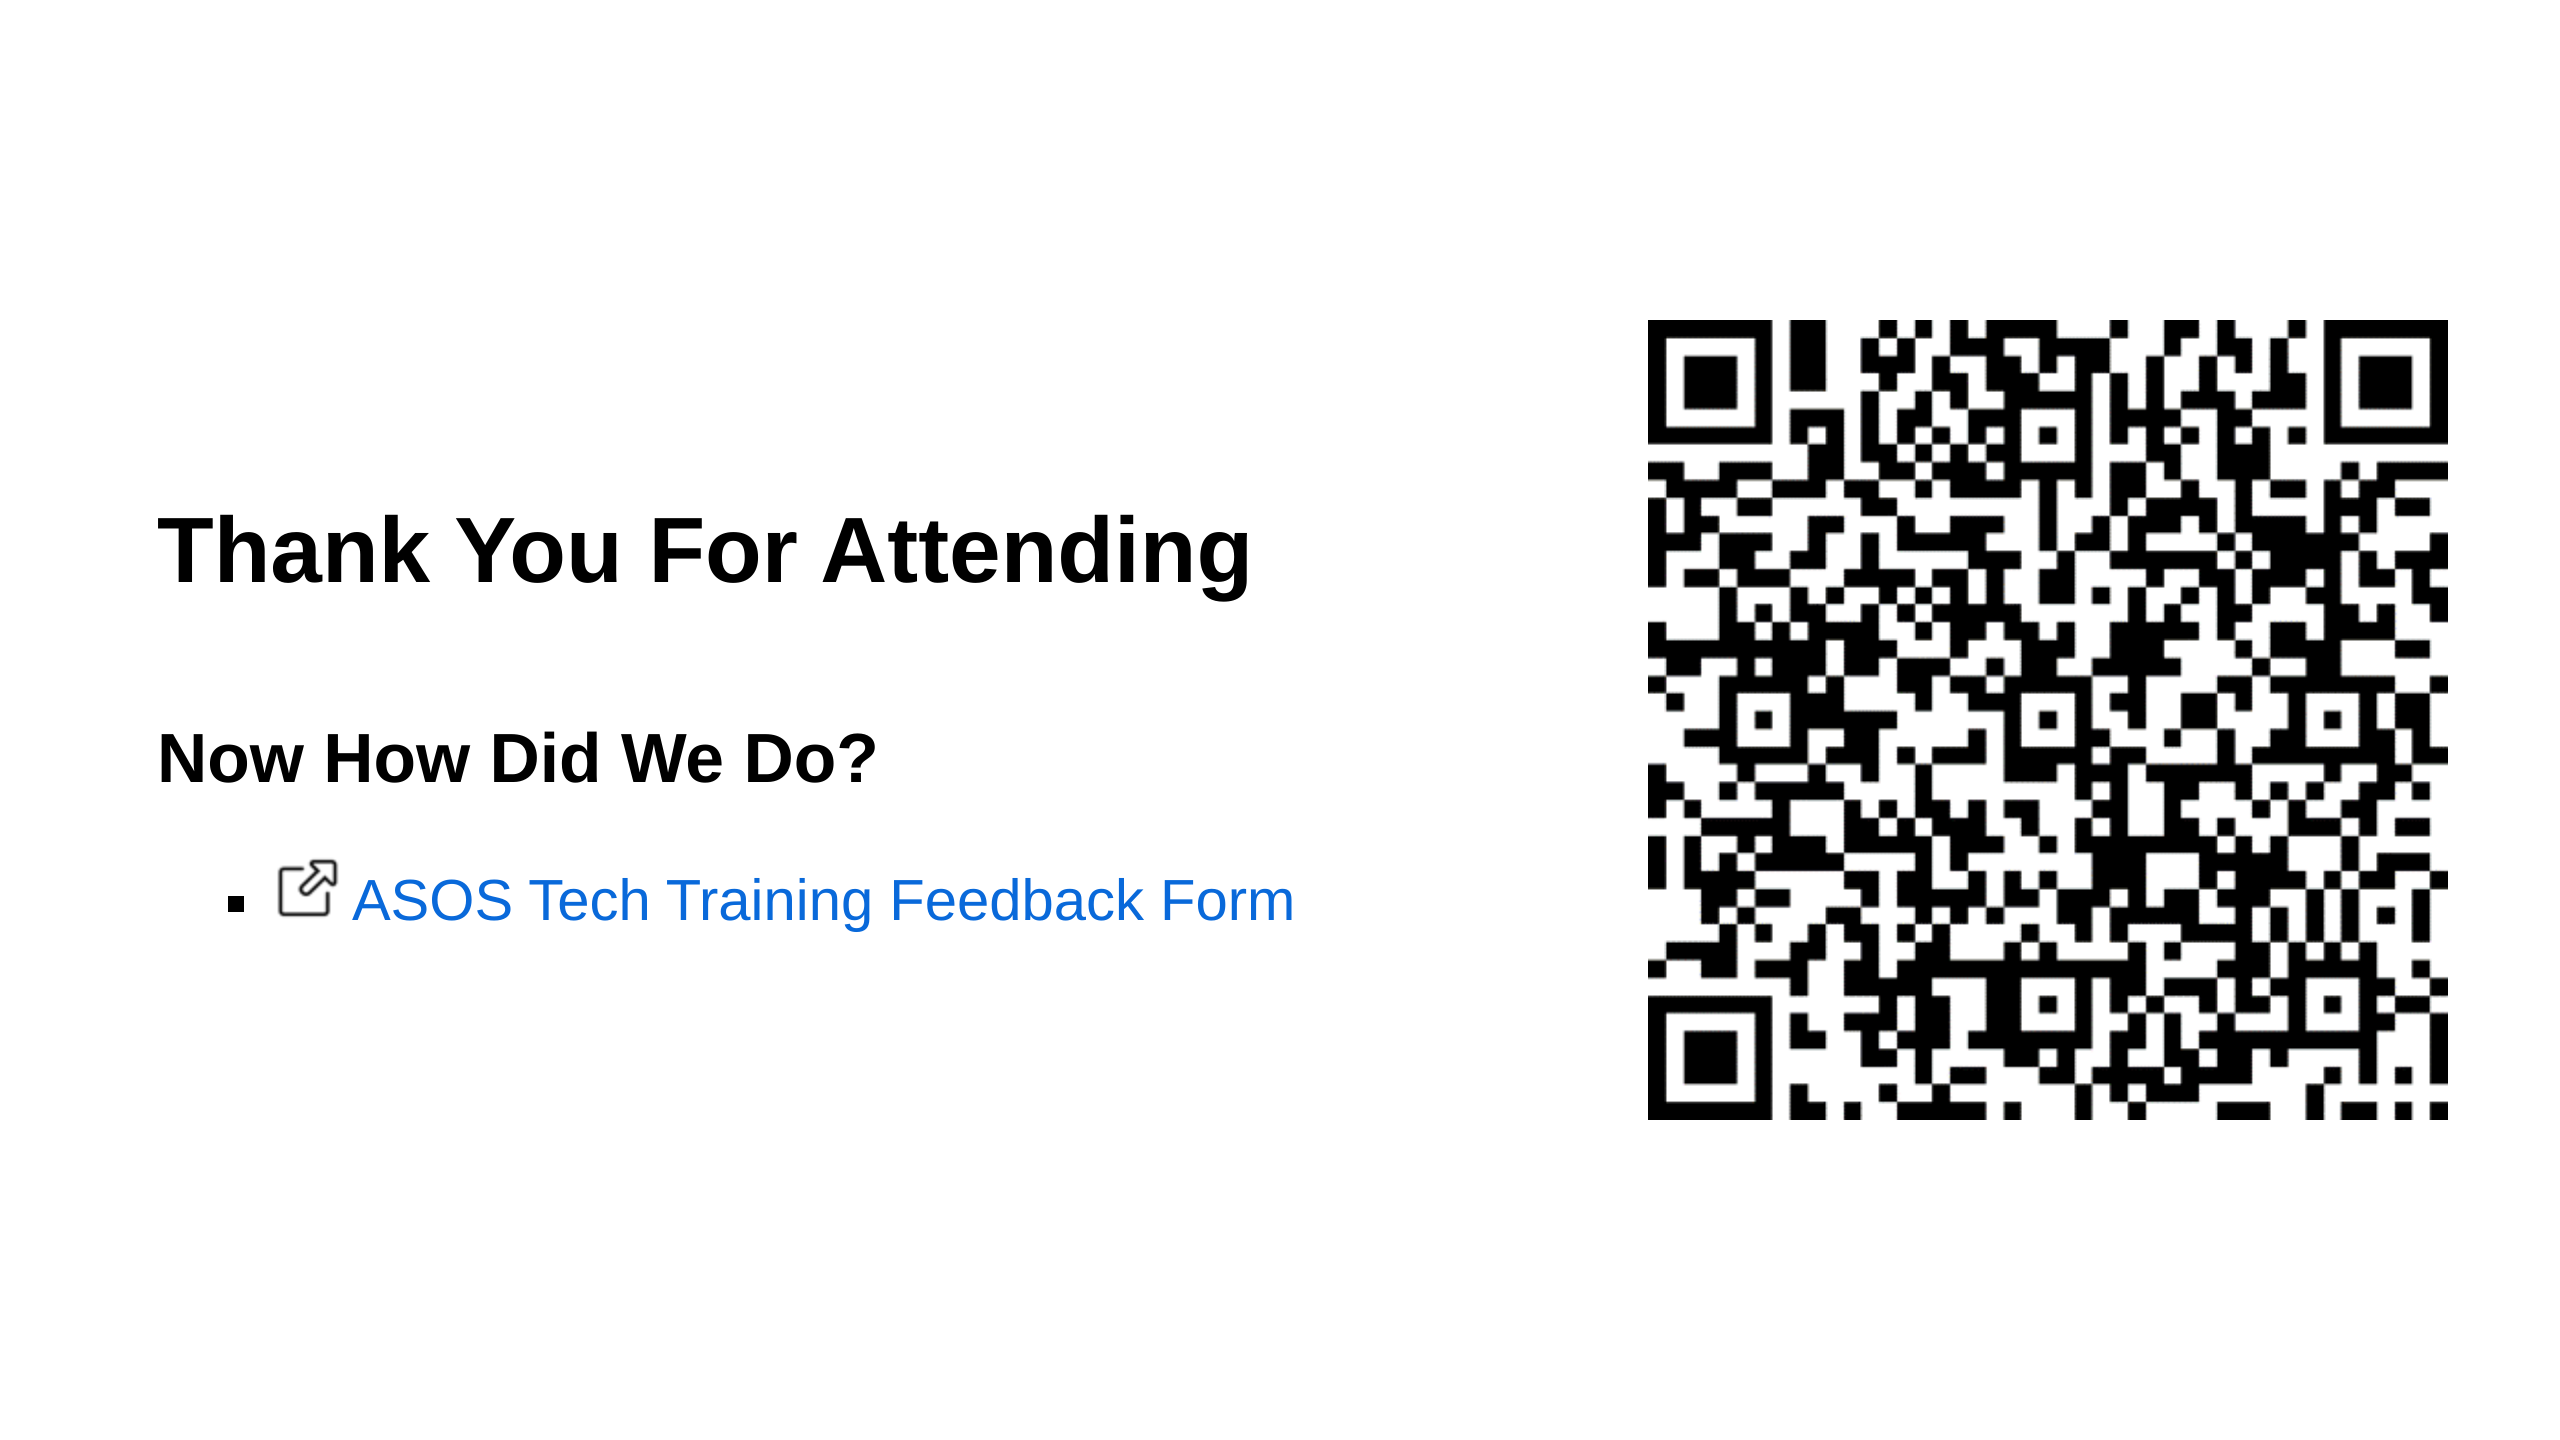 Thank You For Attending
Now How Did We Do?
ASOS Tech Training Feedback Form